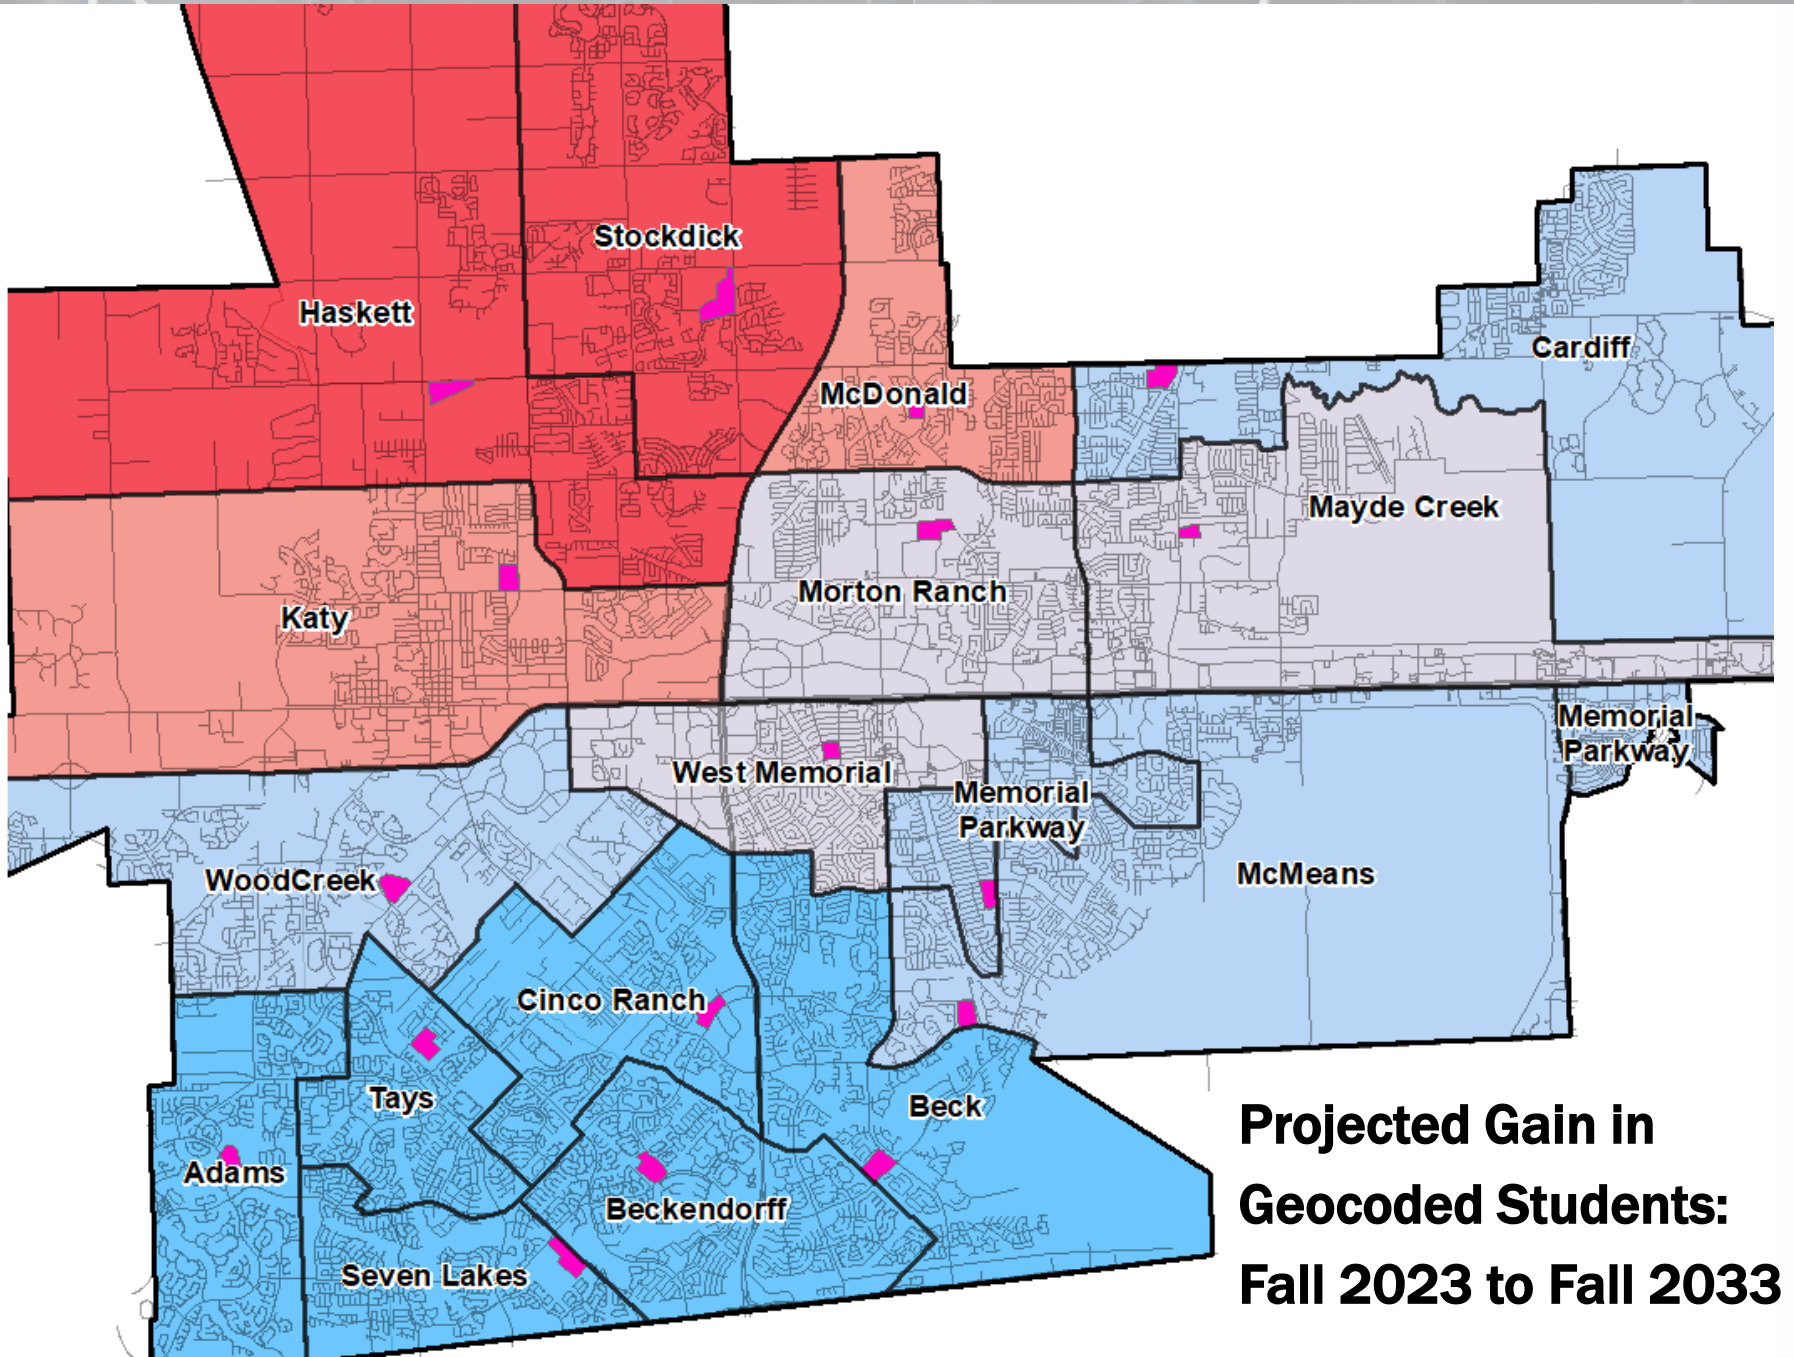 Stockdick
Haskett
Cardiff
McDonald
Mayde Creek
Morton Ranch
Katy
Memorial
Parkway
West Memorial
Memorial
Parkway
McMeans
WoodCreek
Cinco Ranch
Tays
Beck
Adams
Beckendorff
Seven Lakes
Projected Gain in
Geocoded Students:
Fall 2023 to Fall 2033